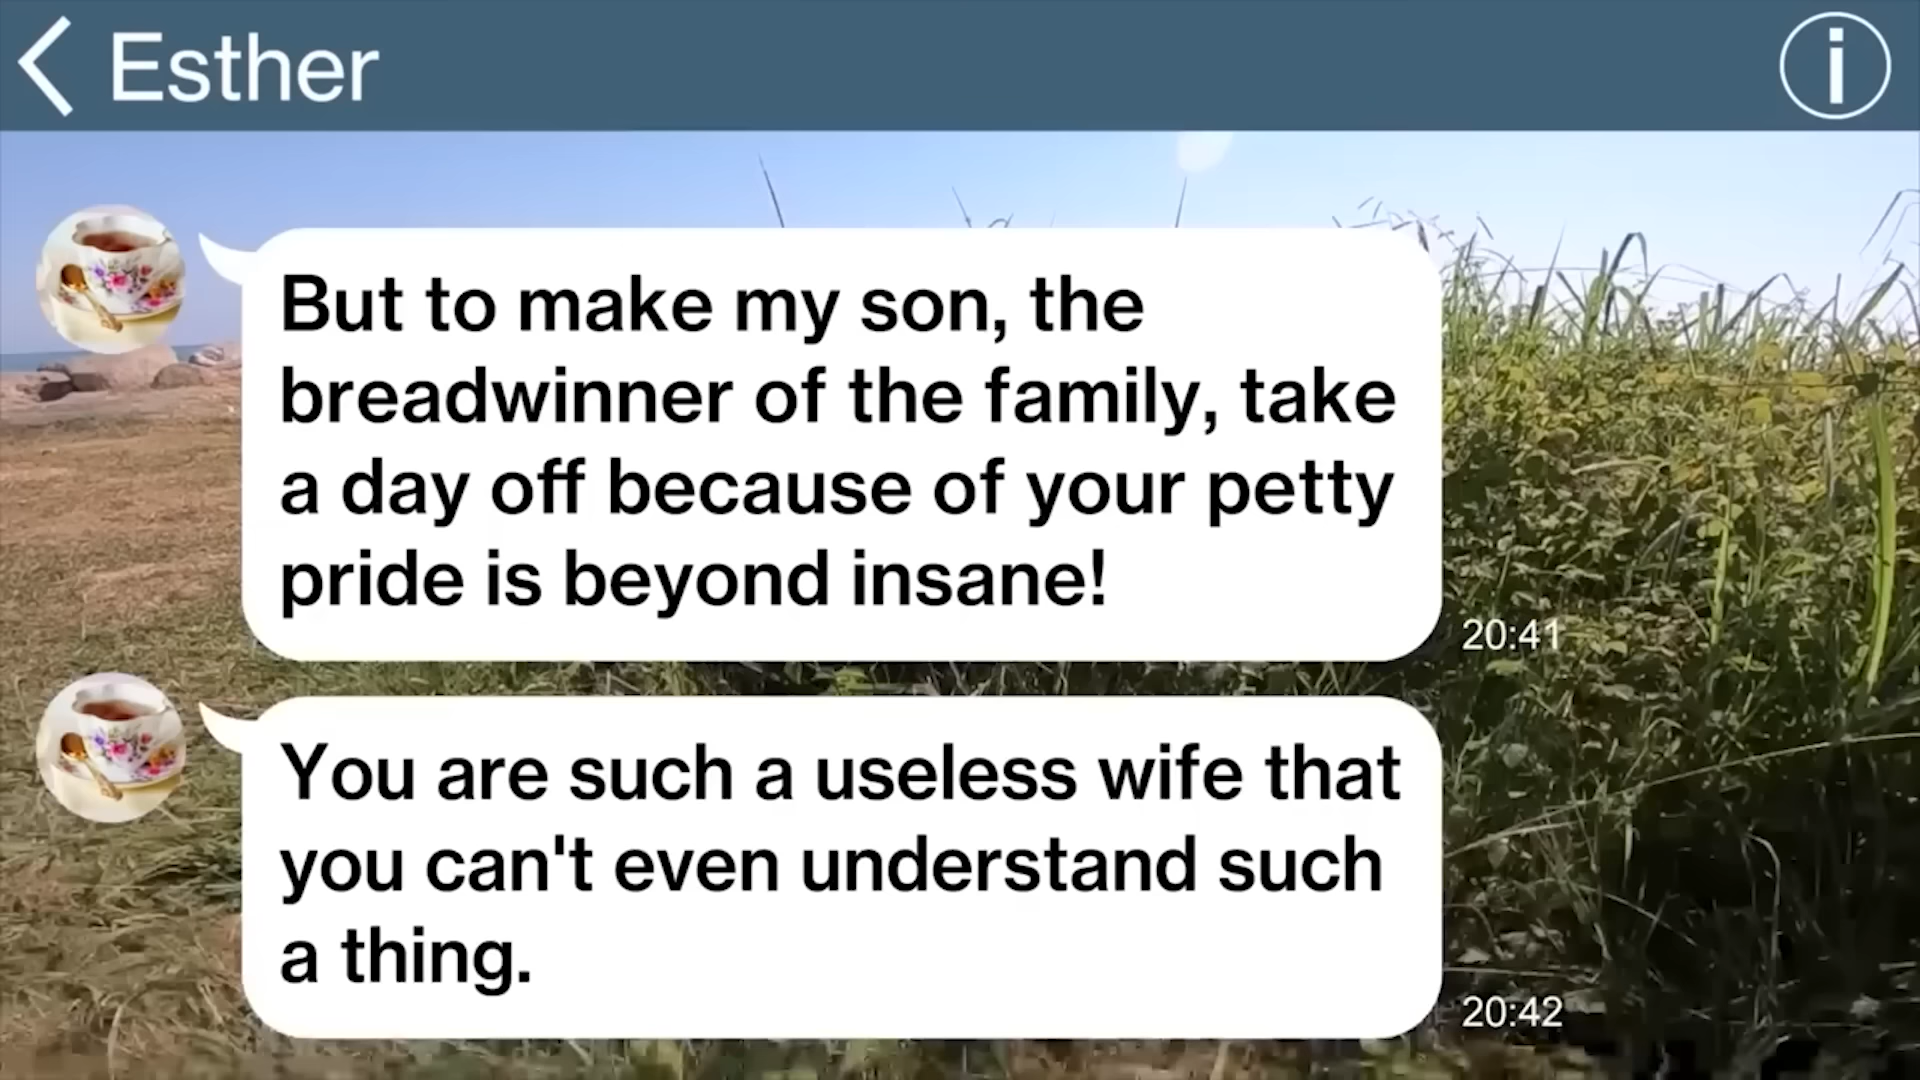 Esther
i
But to make my son, the
breadwinner of the family, take
a day off because of your petty
pride is beyond insane!
20:41
You are such a useless wife that
you can't even understand such
a thing.
20:42